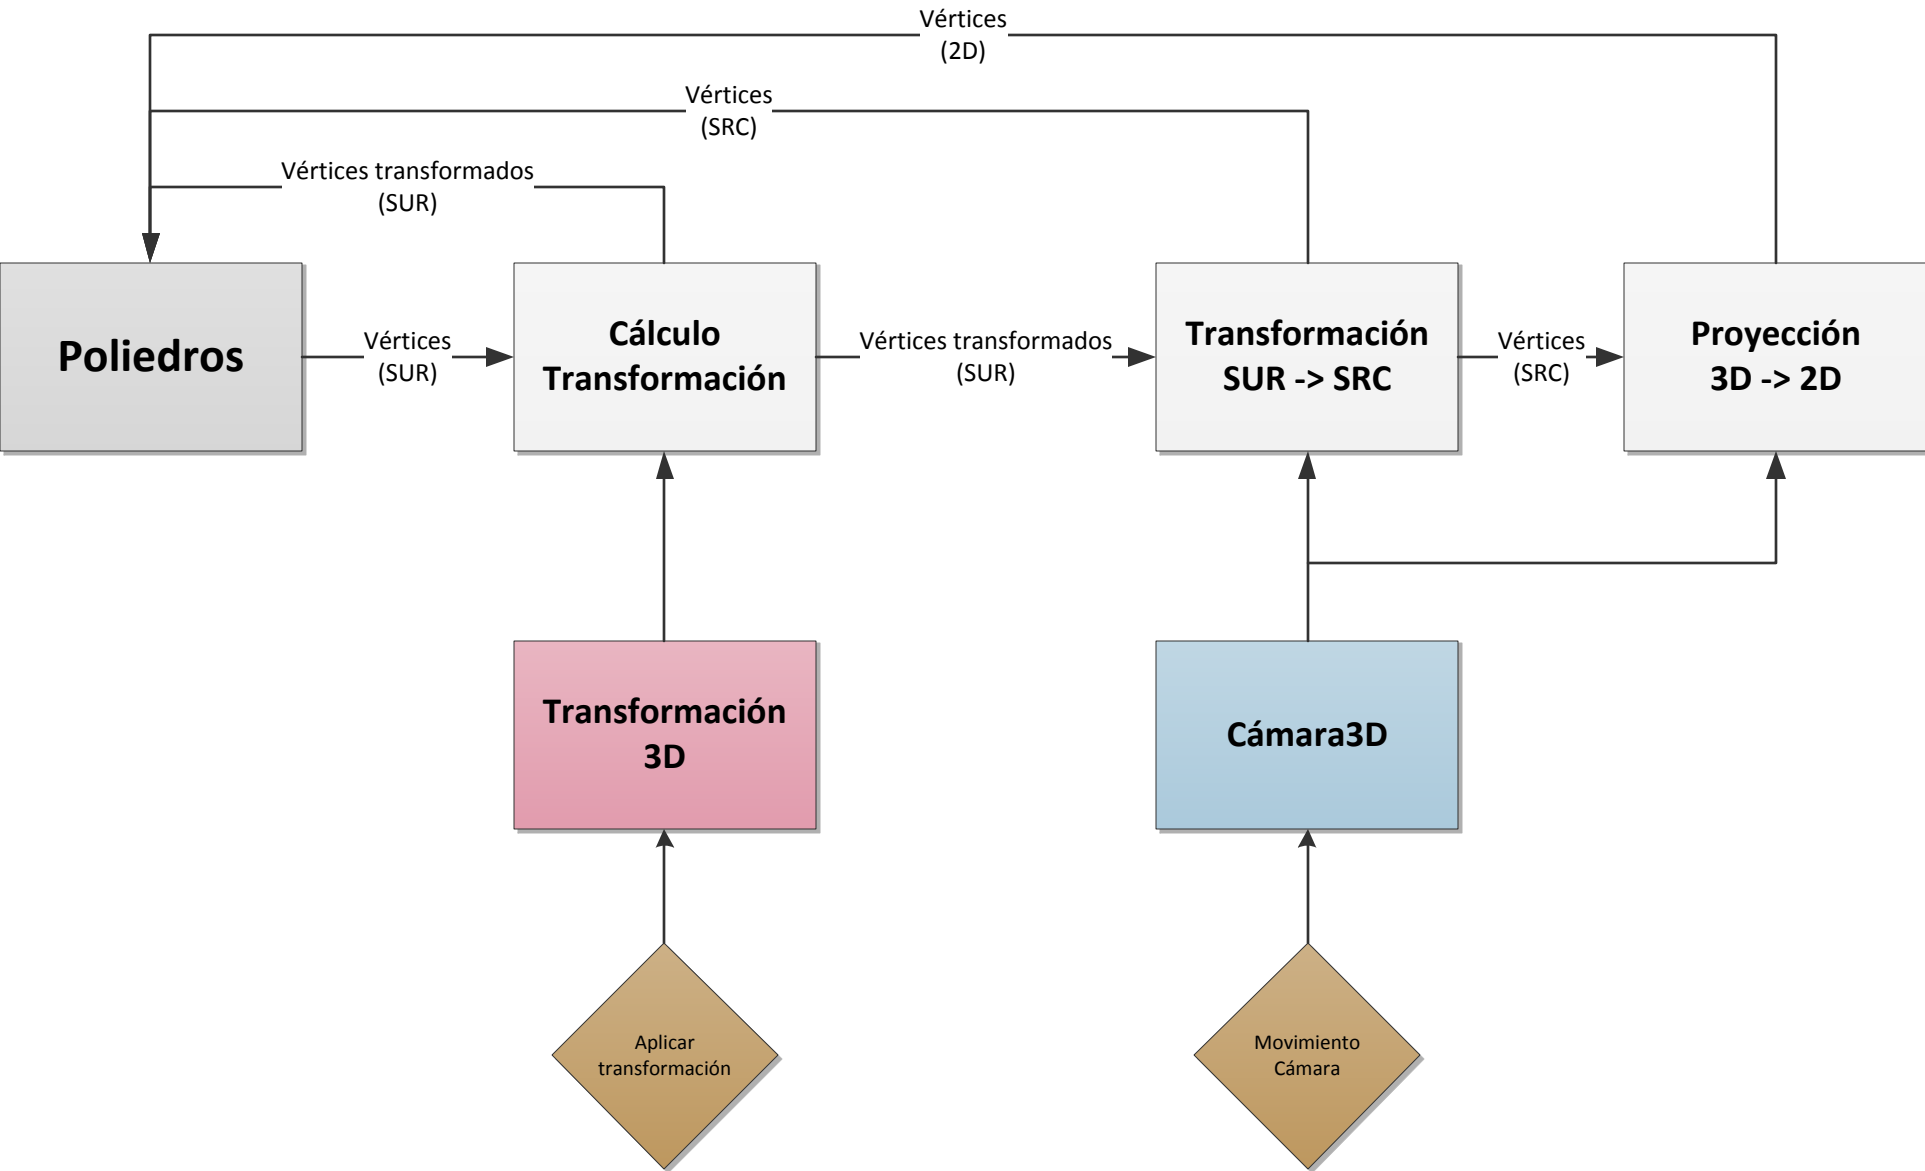 Vértices
(2D)
Vértices
(SRC)
Vértices transformados
(SUR)
Poliedros
Vértices
(SUR)
Cálculo
Transformación
Vértices transformados
(SUR)
Transformación
SUR -> SRC
Vértices
(SRC)
Proyección
3D -> 2D
Transformación
3D
Cámara3D
Aplicar
transformación
Movimiento
Cámara